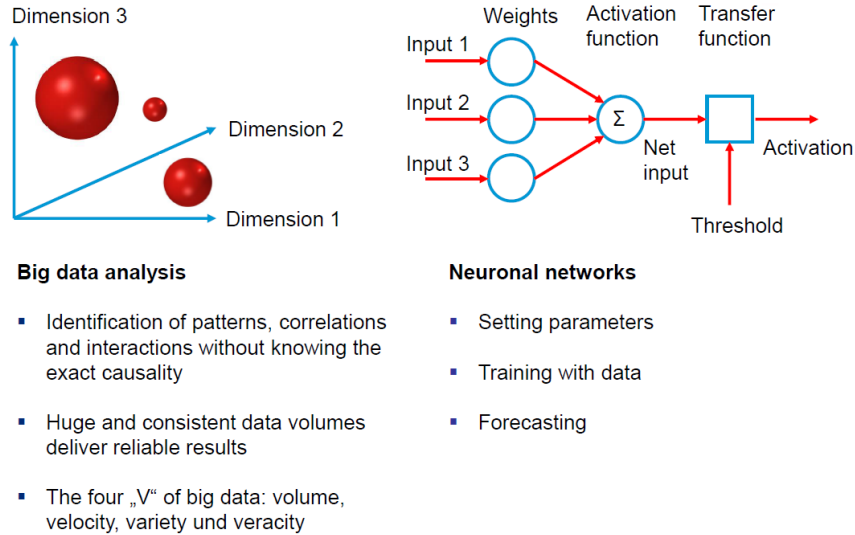 Dimension 3
Dimension 2
Dimension 1
Weights
Activation
function
Transfer
function
Input 1
Input 2
Input 3
Σ
Net
input
Activation
Threshold
Big data analysis
▪ Identification of patterns, correlations
and interactions without knowing the
exact causality
▪ Huge and consistent data volumes
deliver reliable results
▪ The four „V“ of big data: volume,
velocity, variety und veracity
Neuronal networks
▪ Setting parameters
▪ Training with data
▪ Forecasting